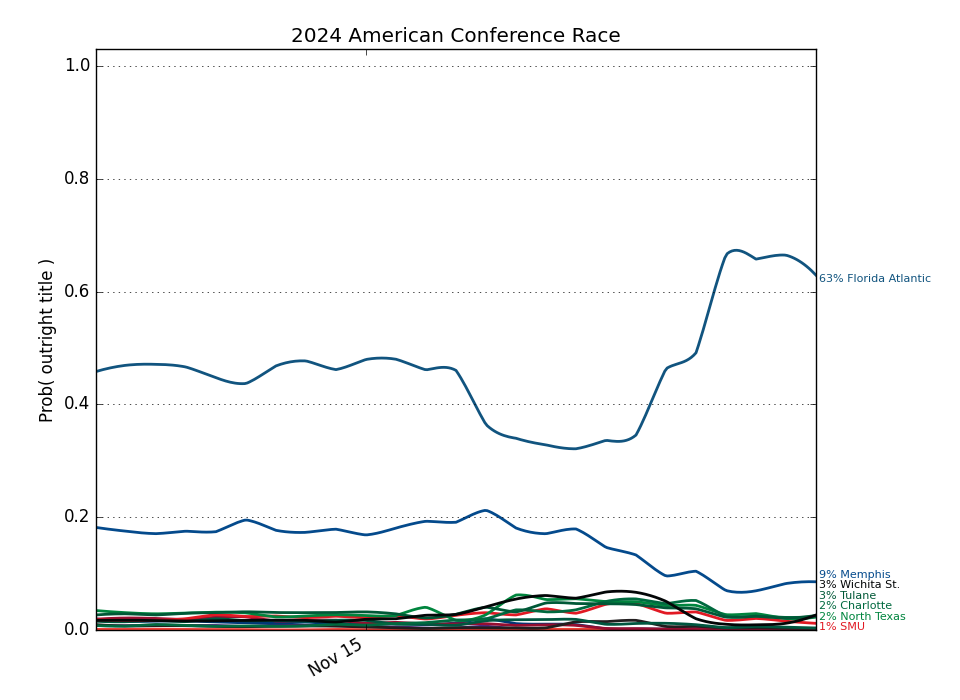 2024 American Conference Race
Prob( outright title )
1.0
0.8
0.6
0.4
0.2
0.0
Nov 15
63% Florida Atlantic
9% Memphis
3% Wichita St.
3% Tulane
2% Charlotte
2% North Texas
1% SMU